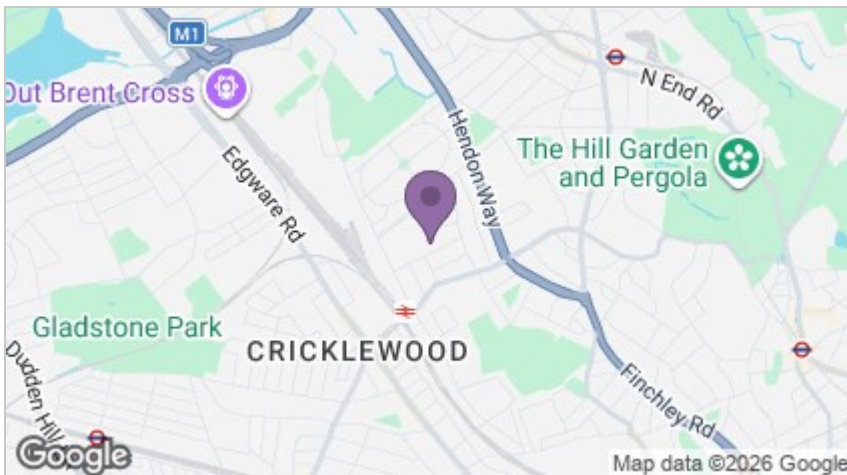 M1
Out Brent Cross
N End Rd
Hendon Way
The Hill Garden
and Pergola
Edgware Rd
Gladstone Park
CRICKLEWOOD
Dudden Hill
Finchley Rd
Google
Map data ©2026 Google